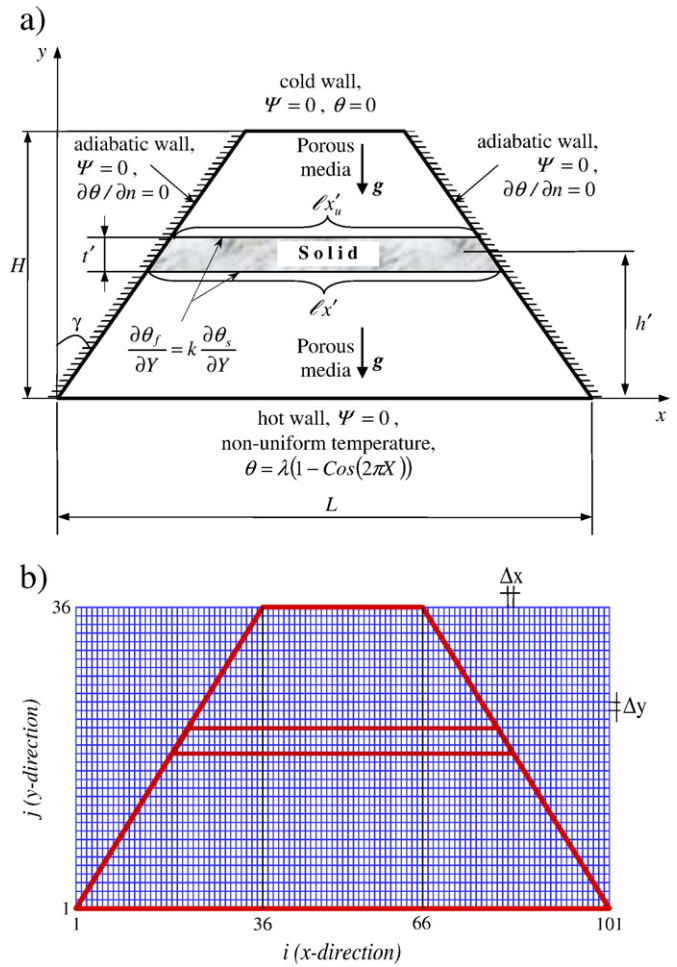 a)
y
cold wall,
Ψ = 0 , θ = 0
adiabatic wall,
Ψ = 0 ,
∂θ / ∂n = 0
Porous
media
g
adiabatic wall,
Ψ = 0 ,
∂θ / ∂n = 0
ℓx′u
H
t′
Solid
ℓx′
h′
γ
∂θf/∂Y = k ∂θs/∂Y
Porous
media
g
x
hot wall, Ψ = 0 ,
non-uniform temperature,
θ = λ(1 − Cos(2πX))
L
b)
Δx
36
Δy
j (y-direction)
1
1 36 66 101
i (x-direction)